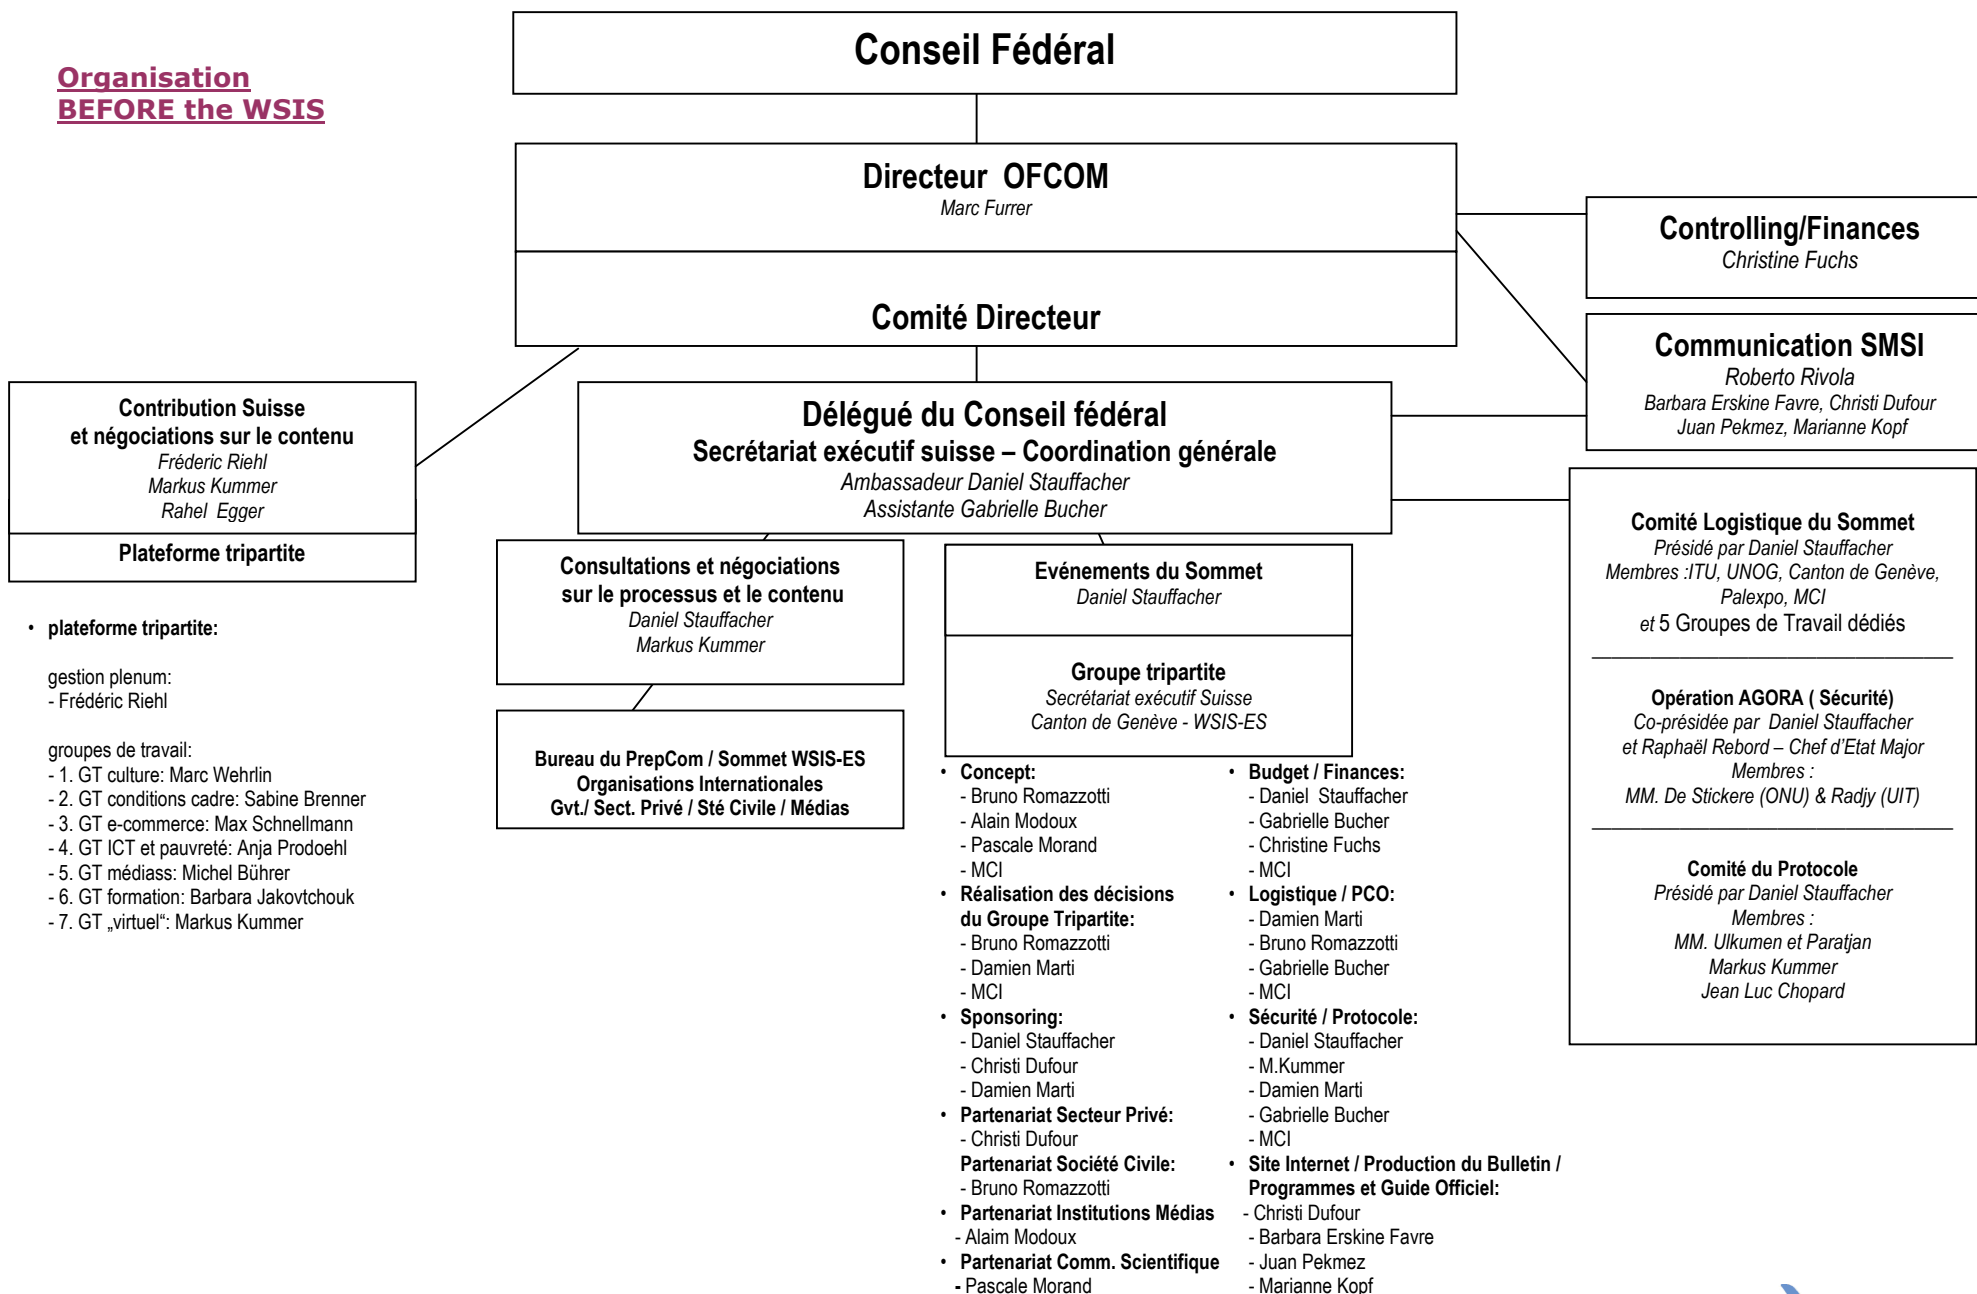 Organisation
BEFORE the WSIS
Conseil Fédéral
Directeur  OFCOM
Marc Furrer
Comité Directeur
Controlling/Finances
Christine Fuchs
Communication SMSI
Roberto Rivola
Barbara Erskine Favre, Christi Dufour
Juan Pekmez, Marianne Kopf
Contribution Suisse
et négociations sur le contenu
Fréderic Riehl
Markus Kummer
Rahel  Egger
Plateforme tripartite
Délégué du Conseil fédéral
Secrétariat exécutif suisse – Coordination générale
Ambassadeur Daniel Stauffacher
Assistante Gabrielle Bucher
Consultations et négociations
sur le processus et le contenu
Daniel Stauffacher
Markus Kummer
Bureau du PrepCom / Sommet WSIS-ES
Organisations Internationales
Gvt./ Sect. Privé / Sté Civile / Médias
Evénements du Sommet
Daniel Stauffacher
Groupe tripartite
Secrétariat exécutif Suisse
Canton de Genève - WSIS-ES
Comité Logistique du Sommet
Présidé par Daniel Stauffacher
Membres :ITU, UNOG, Canton de Genève,
Palexpo, MCI
et 5 Groupes de Travail dédiés
Opération AGORA ( Sécurité)
Co-présidée par  Daniel Stauffacher
et Raphaël Rebord – Chef d'Etat Major
Membres :
MM. De Stickere (ONU) & Radjy (UIT)
Comité du Protocole
Présidé par Daniel Stauffacher
Membres :
MM. Ulkumen et Paratjan
Markus Kummer
Jean Luc Chopard
• plateforme tripartite:
gestion plenum:
- Frédéric Riehl
groupes de travail:
- 1. GT culture: Marc Wehrlin
- 2. GT conditions cadre: Sabine Brenner
- 3. GT e-commerce: Max Schnellmann
- 4. GT ICT et pauvreté: Anja Prodoehl
- 5. GT médiass: Michel Bührer
- 6. GT formation: Barbara Jakovtchouk
- 7. GT „virtuel“: Markus Kummer
• Concept:
- Bruno Romazzotti
- Alain Modoux
- Pascale Morand
- MCI
• Réalisation des décisions
du Groupe Tripartite:
- Bruno Romazzotti
- Damien Marti
- MCI
• Sponsoring:
- Daniel Stauffacher
- Christi Dufour
- Damien Marti
• Partenariat Secteur Privé:
- Christi Dufour
Partenariat Société Civile:
- Bruno Romazzotti
• Partenariat Institutions Médias
- Alaim Modoux
• Partenariat Comm. Scientifique
- Pascale Morand
• Budget / Finances:
- Daniel  Stauffacher
- Gabrielle Bucher
- Christine Fuchs
- MCI
• Logistique / PCO:
- Damien Marti
- Bruno Romazzotti
- Gabrielle Bucher
- MCI
• Sécurité / Protocole:
- Daniel Stauffacher
- M.Kummer
- Damien Marti
- Gabrielle Bucher
- MCI
• Site Internet / Production du Bulletin /
Programmes et Guide Officiel:
- Christi Dufour
- Barbara Erskine Favre
- Juan Pekmez
- Marianne Kopf